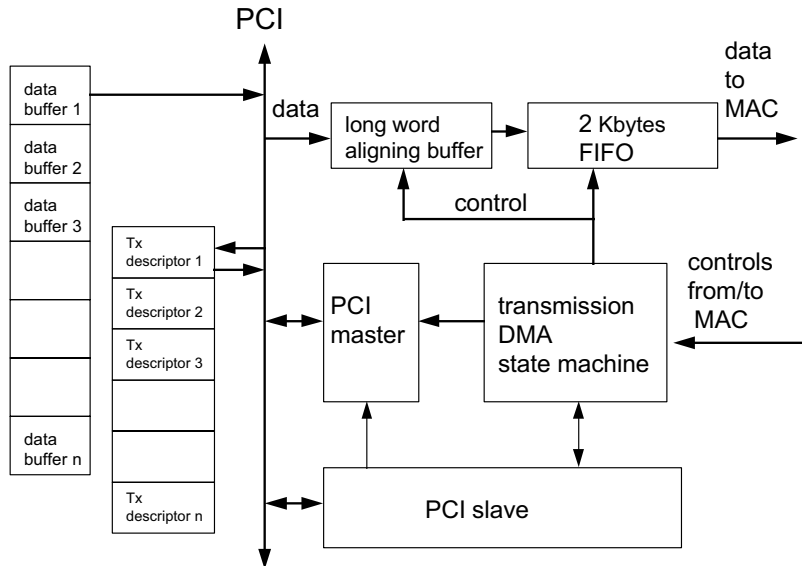 PCI
data
buffer 1
data
buffer 2
data
buffer 3
data
buffer n
Tx
descriptor 1
Tx
descriptor 2
Tx
descriptor 3
Tx
descriptor n
data
long word
aligning buffer
2 Kbytes
FIFO
data
to
MAC
control
PCI
master
transmission
DMA
state machine
controls
from/to
MAC
PCI slave